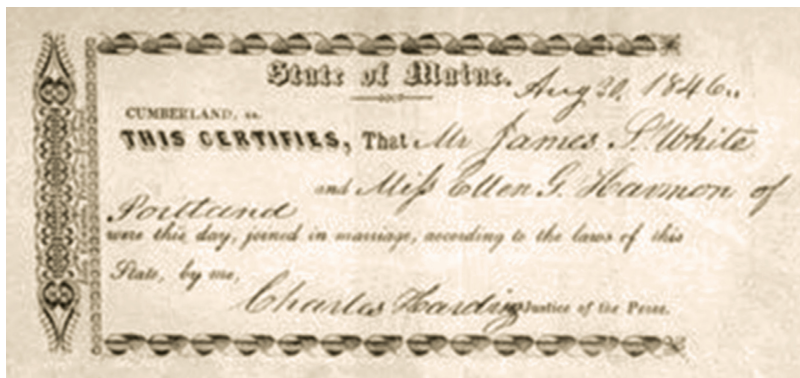 State of Maine. Aug 30, 1846.
CUMBERLAND, ss.
THIS CERTIFIES, That Mr James S. White
and Miſs Ellen G. Harmon of
Portland
were this day, joined in marriage, according to the laws of this
State, by me,
Charles Harding Justice of the Peace.